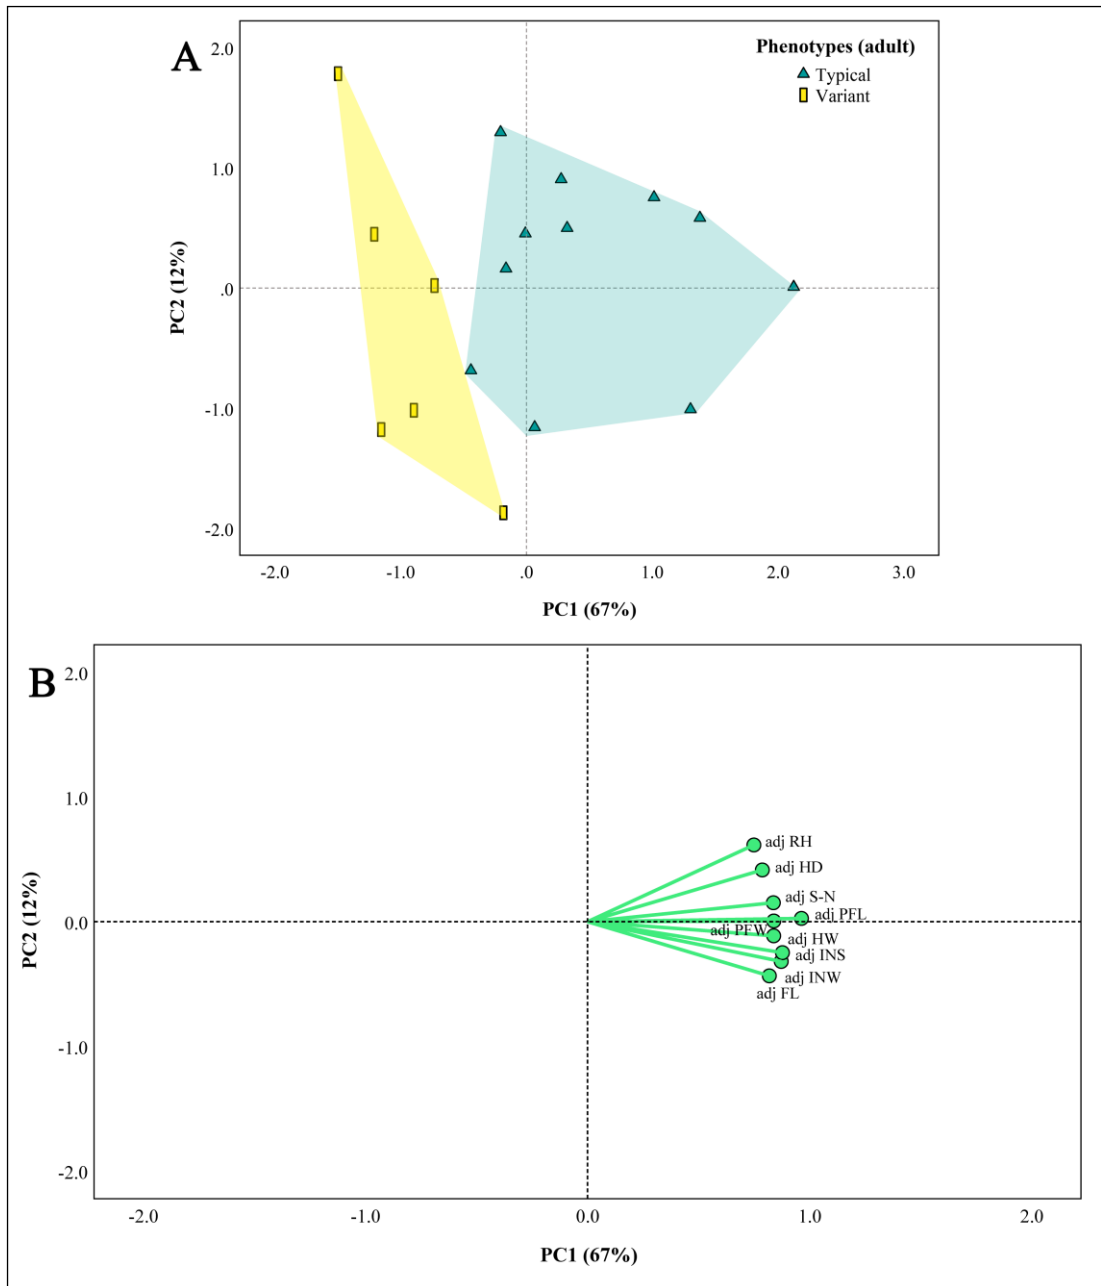 A
Phenotypes (adult)
Typical
Variant
2.0
1.0
.0
-1.0
-2.0
PC2 (12%)
-2.0 -1.0 .0 1.0 2.0 3.0
PC1 (67%)
B
2.0
1.0
0.0
-1.0
-2.0
PC2 (12%)
adj RH
adj HD
adj S-N
adj PFL
adj PFW
adj HW
adj INS
adj INW
adj FL
-2.0 -1.0 0.0 1.0 2.0
PC1 (67%)